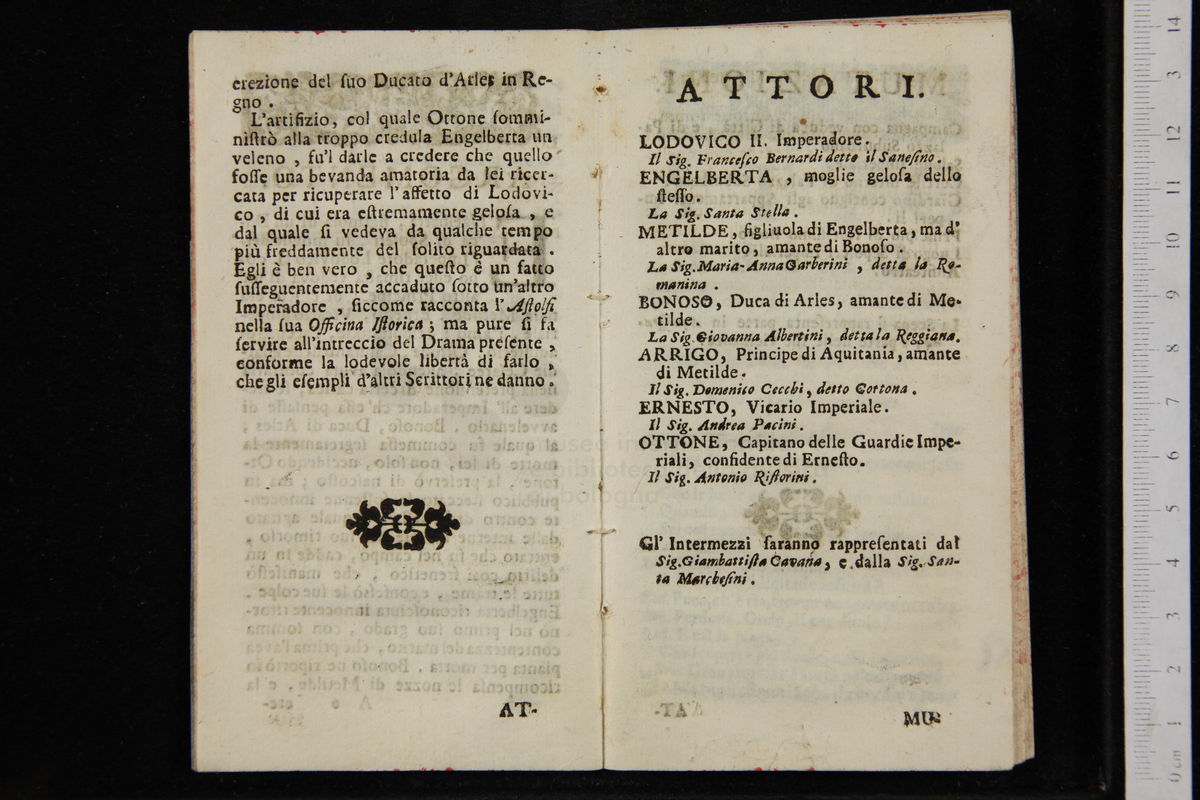 erezione del ſuo Ducato d'Arles in Re-
gno .
L'artifizio, col quale Ottone ſommi-
niſtrò alla troppo credula Engelberta un
veleno , fu'l darle a credere che quello
foſſe una bevanda amatoria da lei ricer-
cata per ricuperare l'affetto di Lodovi-
co , di cui era eſtremamente geloſa , e
dal quale ſi vedeva da qualche tempo
più freddamente del ſolito riguardata .
Egli è ben vero , che queſto è un fatto
ſuſſeguentemente accaduto ſotto un'altro
Imperadore , ſiccome racconta l'Aſtolfi
nella ſua Officina Iſtorica ; ma pure ſi fa
ſervire all'intreccio del Drama preſente ,
conforme la lodevole libertà di farlo ,
che gli eſempli d'altri Scrittori ne danno .
AT-
ATTORI.
LODOVICO II. Imperadore.
Il Sig. Franceſco Bernardi detto il Saneſino.
ENGELBERTA , moglie geloſa dello
ſteſſo.
La Sig. Santa Stella .
METILDE, figliuola di Engelberta, ma d'
altro marito, amante di Bonoſo .
La Sig. Maria-Anna Garberini , detta la Ro-
manina .
BONOSO, Duca di Arles, amante di Me-
tilde.
La Sig. Giovanna Albertini, detta la Reggiana.
ARRIGO, Principe di Aquitania, amante
di Metilde.
Il Sig. Domenico Cecchi, detto Cortona .
ERNESTO, Vicario Imperiale.
Il Sig. Andrea Pacini.
OTTONE, Capitano delle Guardie Impe-
riali, confidente di Erneſto.
Il Sig. Antonio Riſtorini .
Gl' Intermezzi ſaranno rappreſentati dal
Sig. Giambattiſta Cavana, e dalla Sig. San-
ta Marcheſini .
MU-